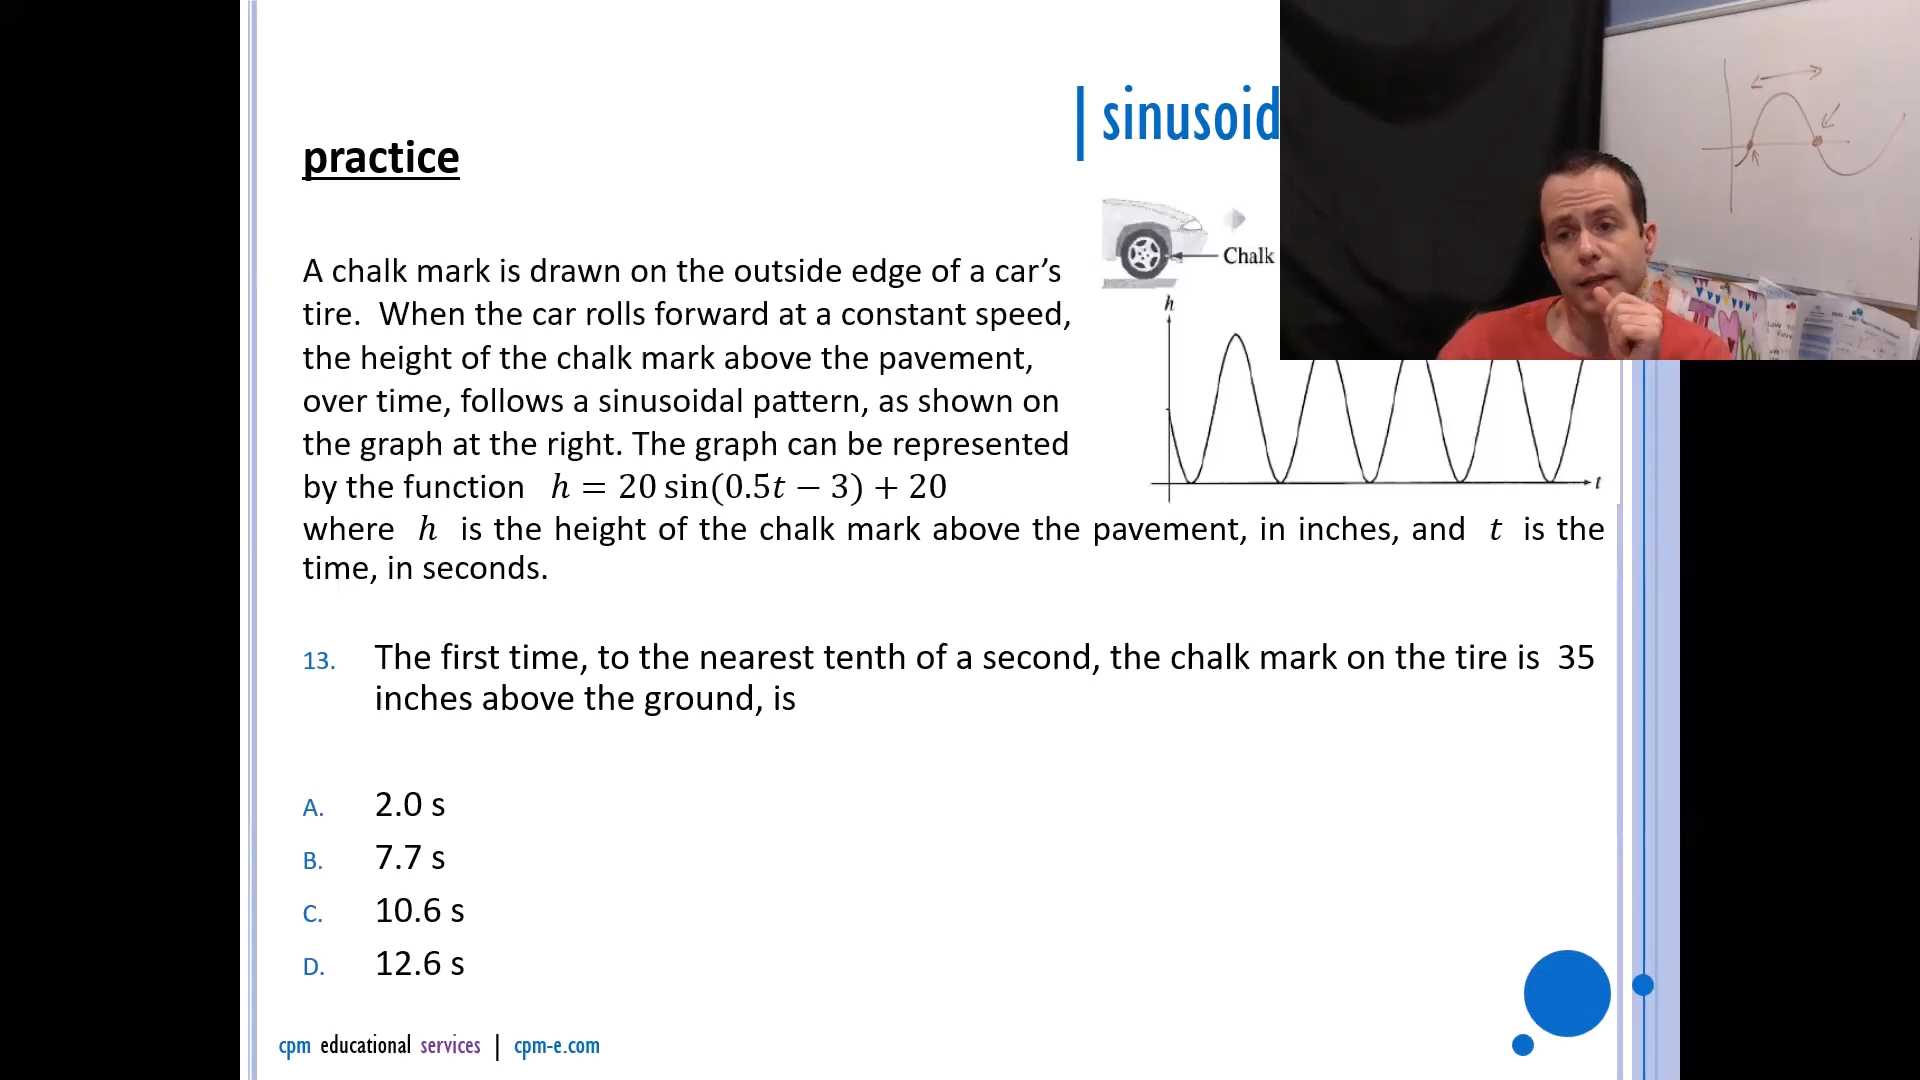 | sinusoid
practice
A chalk mark is drawn on the outside edge of a car’s
tire. When the car rolls forward at a constant speed,
the height of the chalk mark above the pavement,
over time, follows a sinusoidal pattern, as shown on
the graph at the right. The graph can be represented
by the function h = 20 sin(0.5t − 3) + 20
where h is the height of the chalk mark above the pavement, in inches, and t is the
time, in seconds.
Chalk
h
t
13. The first time, to the nearest tenth of a second, the chalk mark on the tire is 35
inches above the ground, is
A. 2.0 s
B. 7.7 s
C. 10.6 s
D. 12.6 s
cpm educational services | cpm-e.com